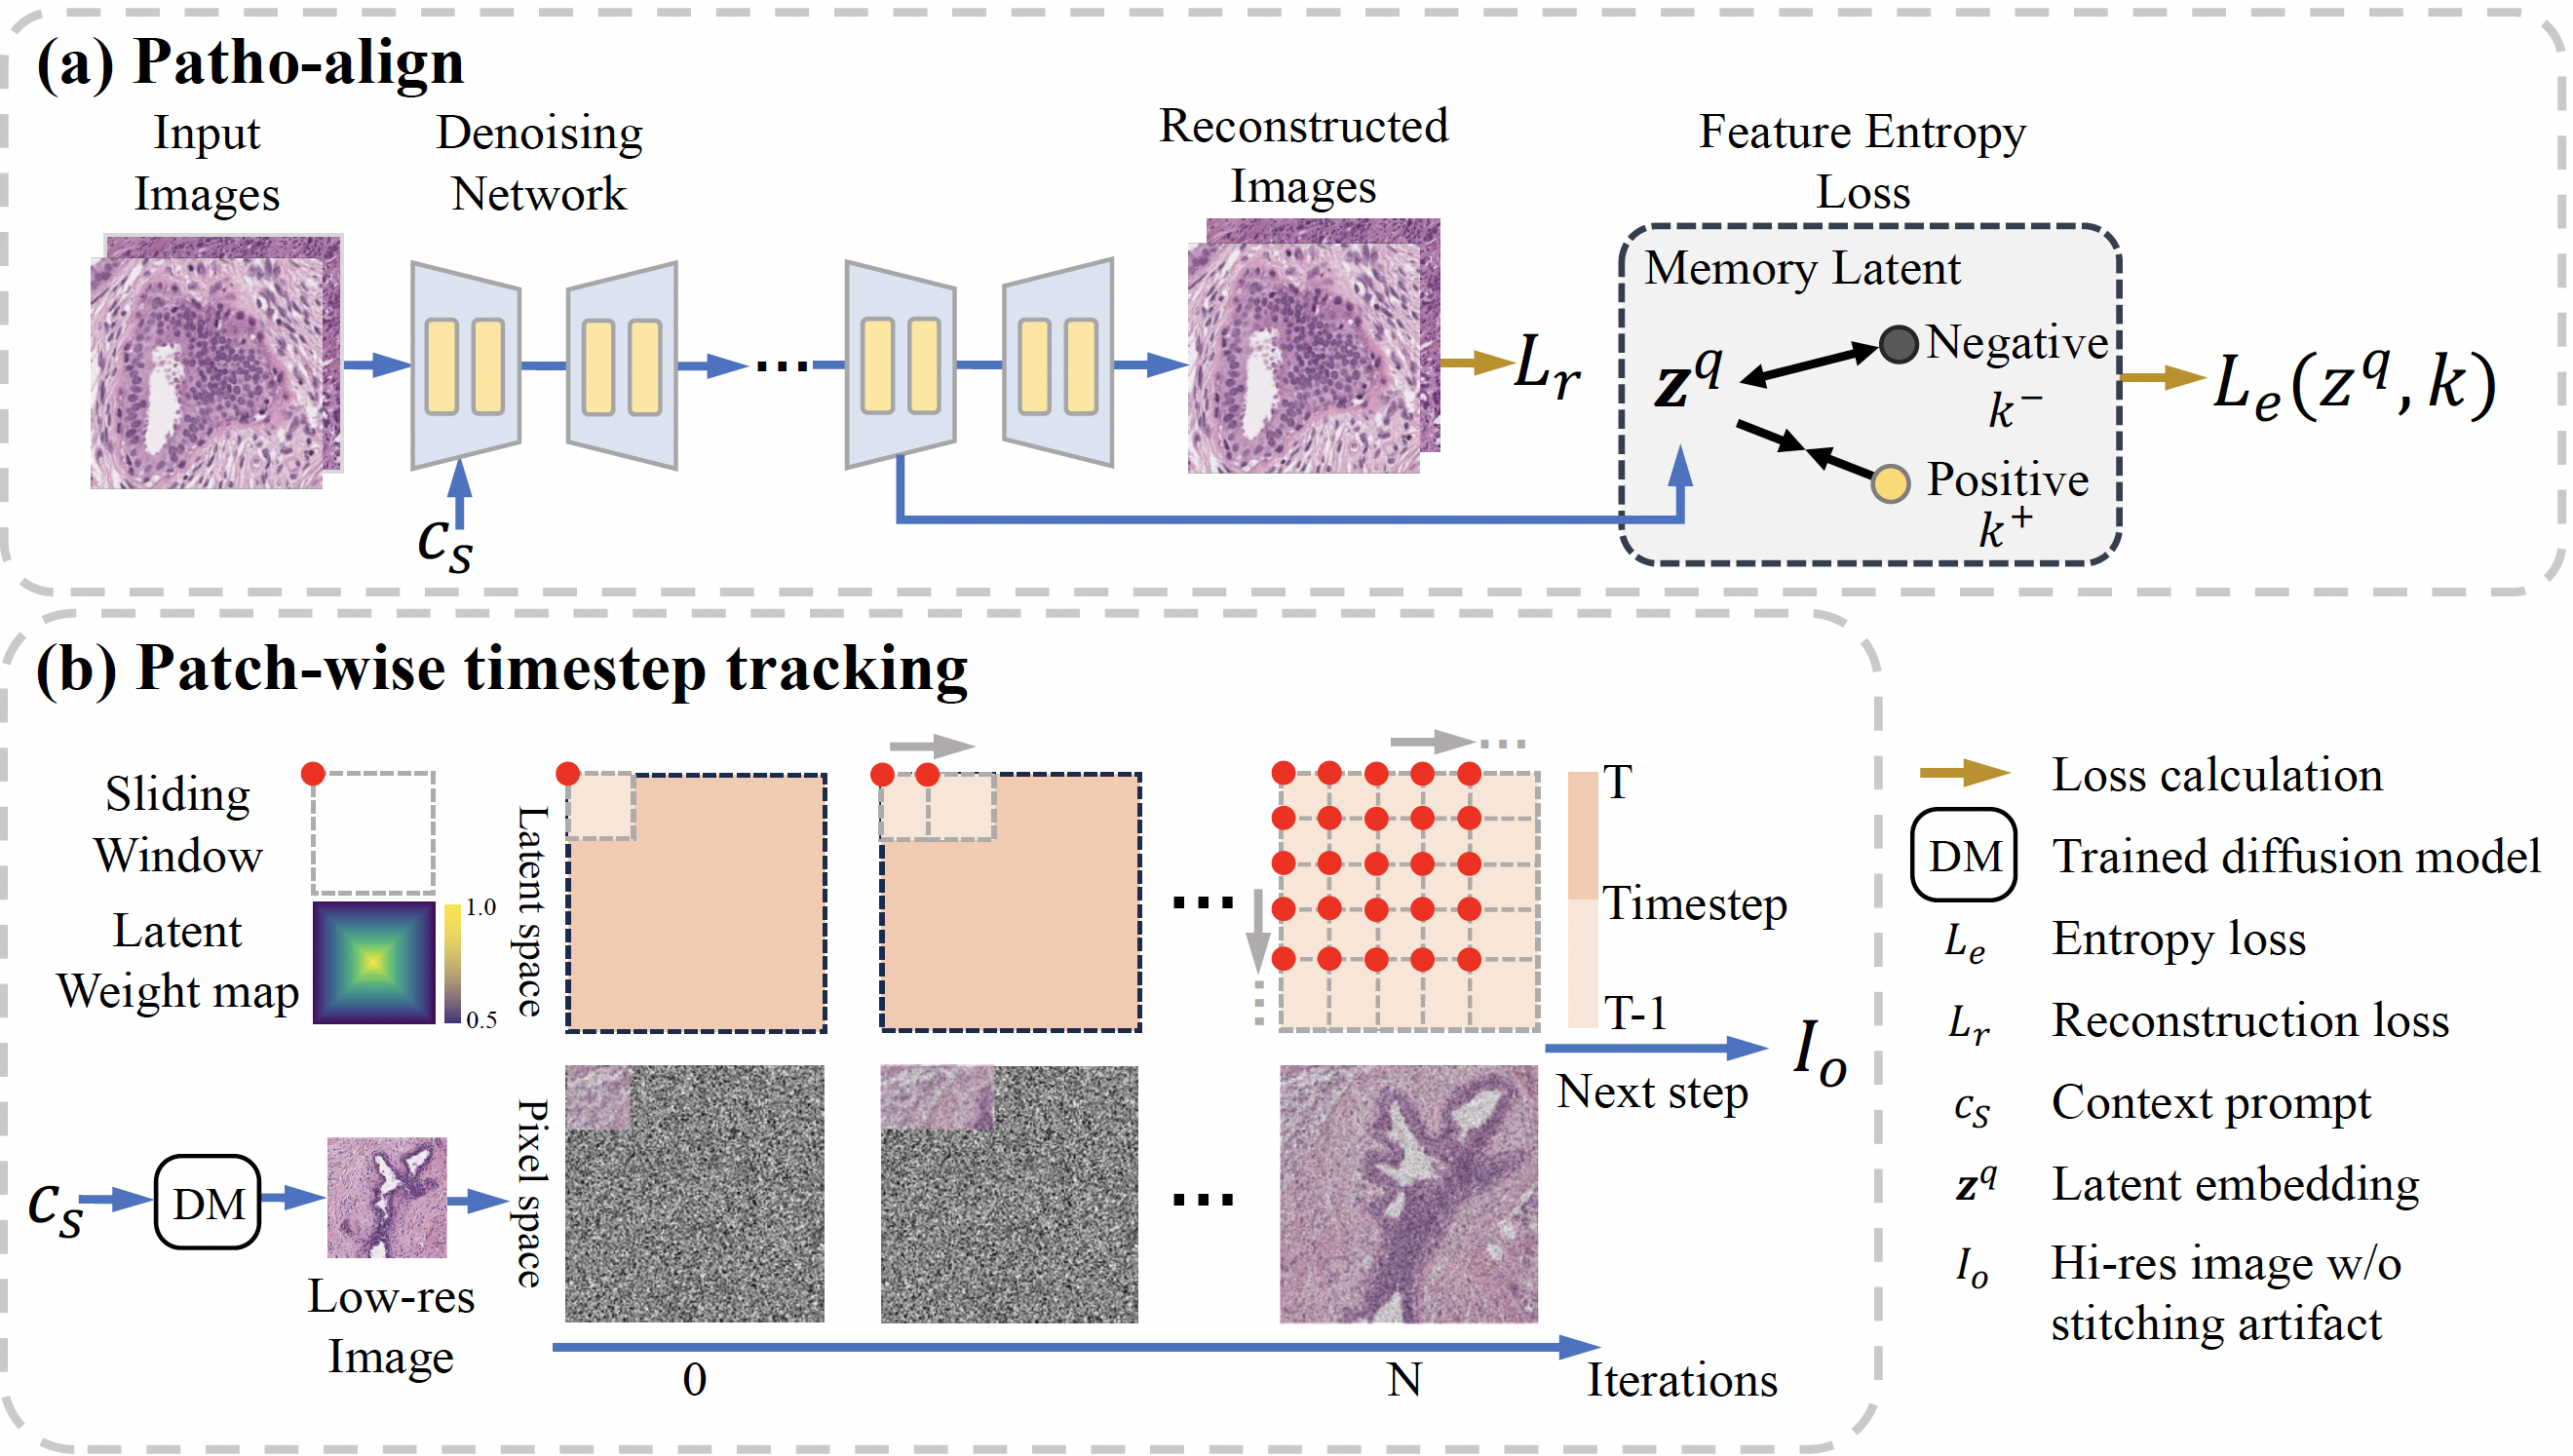 (a) Patho-align
Input
Images
Denoising
Network
Reconstructed
Images
Feature Entropy
Loss
Memory Latent
Negative
k⁻
z^q
Positive
k⁺
...
c_s
L_r
L_e(z^q, k)
(b) Patch-wise timestep tracking
Sliding
Window
Latent
Weight map
1.0
0.5
Latent space
...
T
Timestep
T-1
Next step
I_o
c_s
DM
Low-res
Image
Pixel space
...
0
N
Iterations
Loss calculation
DM Trained diffusion model
L_e Entropy loss
L_r Reconstruction loss
c_s Context prompt
z^q Latent embedding
I_o Hi-res image w/o
stitching artifact